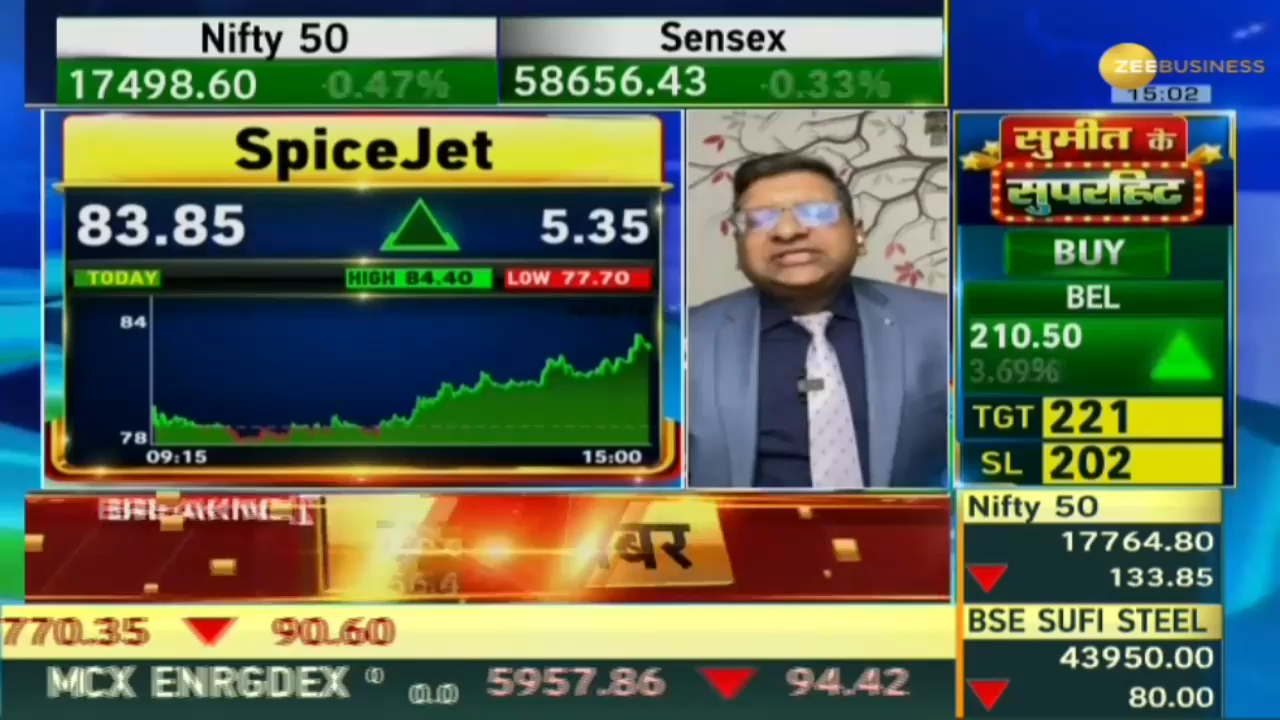 Nifty 50
17498.60 -0.47%
Sensex
58656.43 -0.33%
ZEEBUSINESS
15:02
SpiceJet
83.85 5.35
TODAY HIGH 84.40 LOW 77.70
84
78
09:15 15:00
सुमीत के
सुपरहिट
BUY
BEL
210.50
3.69%
TGT 221
SL 202
Nifty 50
17764.80
133.85
BSE SUFI STEEL
43950.00
80.00
770.35 90.60
MCX ENRGDEX 5957.86 94.42